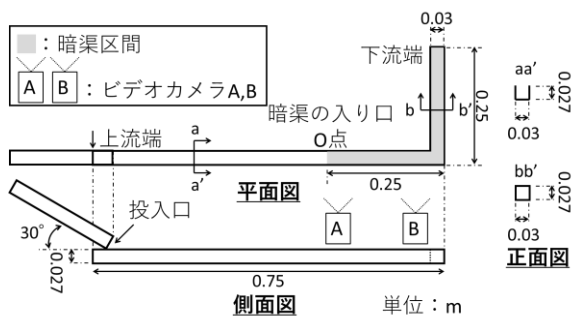 ：暗渠区間
A B ：ビデオカメラA,B
0.03
下流端
aa’
0.027
0.03
暗渠の入り口
b b’
0.25
上流端
a
O点
a’
平面図
0.25
bb’
0.027
0.03
正面図
投入口
30°
A B
0.027
0.75
側面図
単位：m